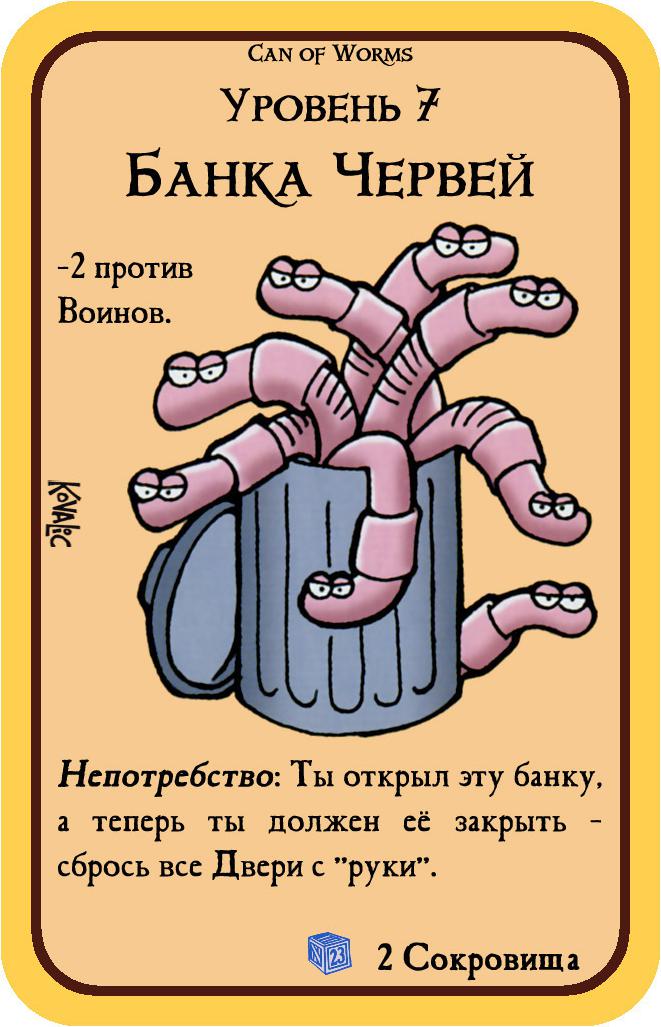 Can of Worms
Уровень 7
Банка Червей
-2 против
Воинов.
Kovalic
Непотребство: Ты открыл эту банку,
а теперь ты должен её закрыть -
сбрось все Двери с "руки".
23
2 Сокровища